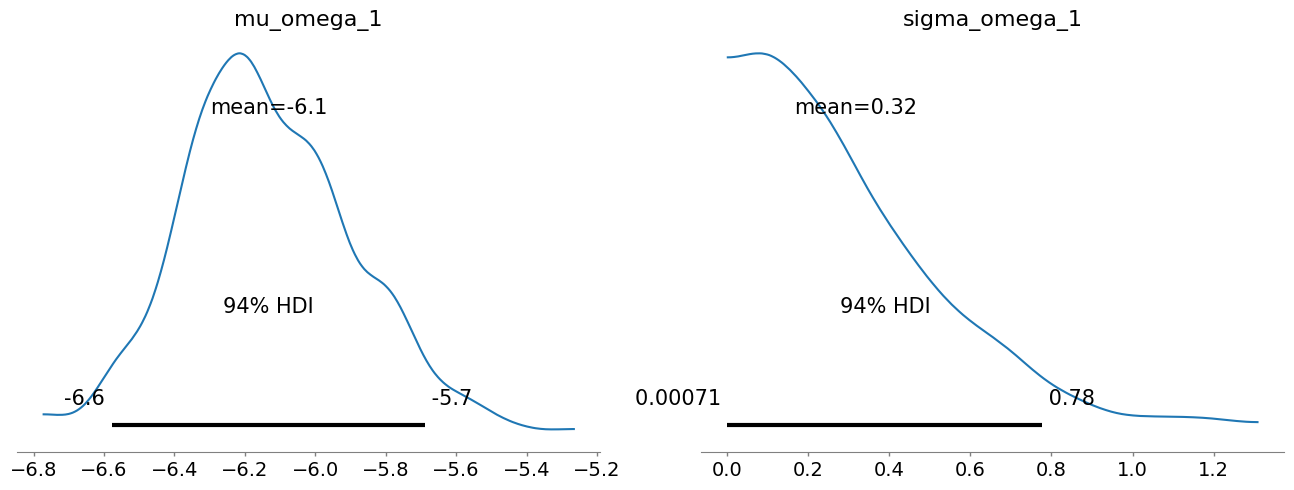 mu_omega_1
mean=-6.1
94% HDI
-6.6
-5.7
−6.8 −6.6 −6.4 −6.2 −6.0 −5.8 −5.6 −5.4 −5.2
sigma_omega_1
mean=0.32
94% HDI
0.00071
0.78
0.0 0.2 0.4 0.6 0.8 1.0 1.2